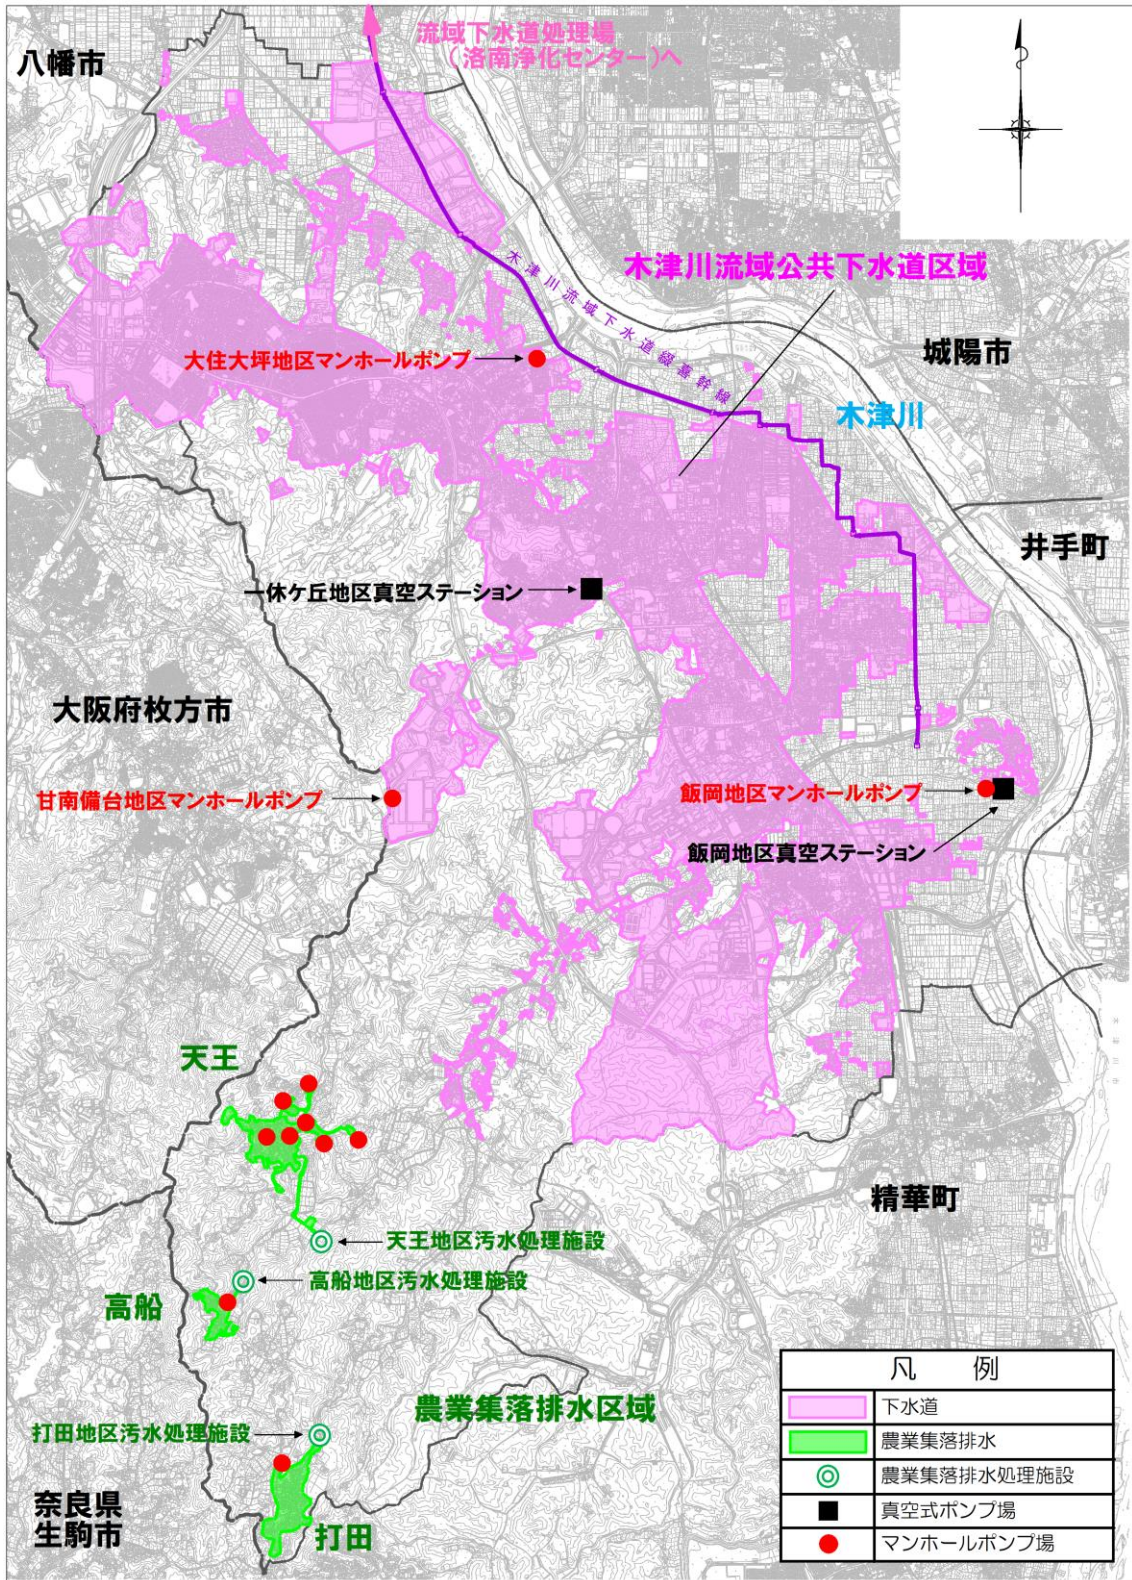 流域下水道処理場
（洛南浄化センター）へ
八幡市
木津川流域公共下水道区域
木津川流域下水道綴喜幹線
城陽市
大住大坪地区マンホールポンプ
木津川
井手町
一休ケ丘地区真空ステーション
大阪府枚方市
甘南備台地区マンホールポンプ
飯岡地区マンホールポンプ
飯岡地区真空ステーション
天王
精華町
天王地区汚水処理施設
高船地区汚水処理施設
高船
農業集落排水区域
打田地区汚水処理施設
奈良県
生駒市
打田
凡 例
下水道
農業集落排水
農業集落排水処理施設
真空式ポンプ場
マンホールポンプ場